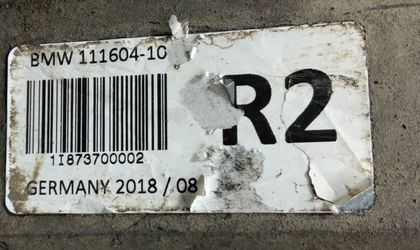 BMW 111604-10
R2
1I873700002
GERMANY 2018 / 08